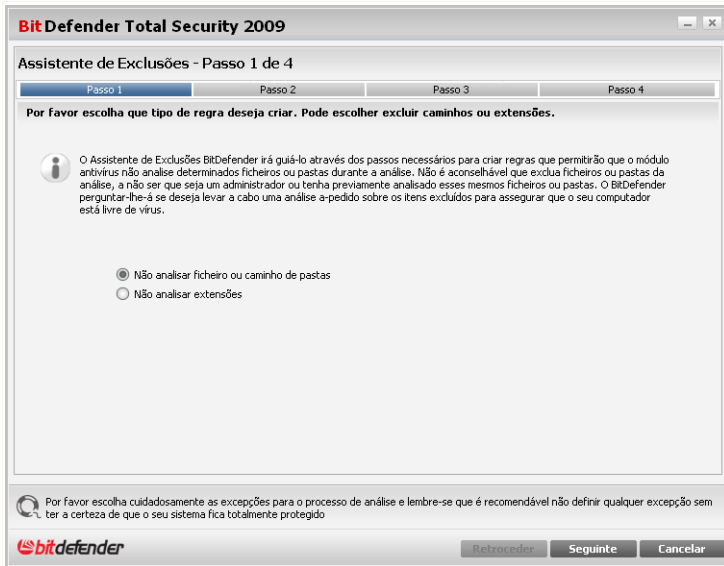 BitDefender Total Security 2009
Assistente de Exclusões - Passo 1 de 4
Passo 1 Passo 2 Passo 3 Passo 4
Por favor escolha que tipo de regra deseja criar. Pode escolher excluir caminhos ou extensões.
O Assistente de Exclusões BitDefender irá guiá-lo através dos passos necessários para criar regras que permitirão que o módulo
antivírus não analise determinados ficheiros ou pastas durante a análise. Não é aconselhável que exclua ficheiros ou pastas da
análise, a não ser que seja um administrador ou tenha previamente analisado esses mesmos ficheiros ou pastas. O BitDefender
perguntar-lhe-á se deseja levar a cabo uma análise a-pedido sobre os itens excluídos para assegurar que o seu computador
está livre de vírus.
Não analisar ficheiro ou caminho de pastas
Não analisar extensões
Por favor escolha cuidadosamente as excepções para o processo de análise e lembre-se que é recomendável não definir qualquer excepção sem
ter a certeza de que o seu sistema fica totalmente protegido
bitdefender
Retroceder Seguinte Cancelar